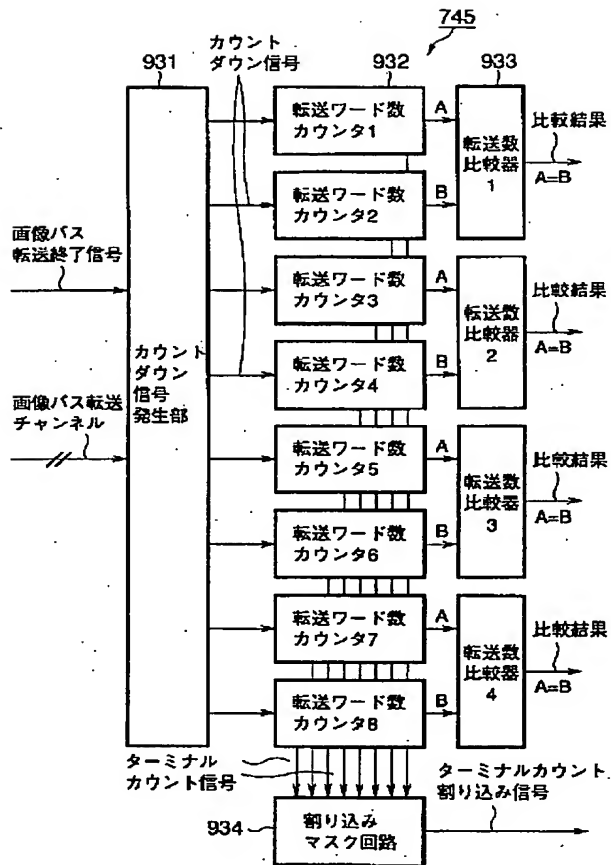 745
931
カウント
ダウン信号
932
933
転送ワード数
カウンタ1
A
転送ワード数
カウンタ2
B
転送数
比較器
1
比較結果
A=B
画像バス
転送終了信号
転送ワード数
カウンタ3
A
転送ワード数
カウンタ4
B
転送数
比較器
2
比較結果
A=B
カウント
ダウン
信号
発生部
画像バス転送
チャンネル
転送ワード数
カウンタ5
A
転送ワード数
カウンタ6
B
転送数
比較器
3
比較結果
A=B
転送ワード数
カウンタ7
A
転送ワード数
カウンタ8
B
転送数
比較器
4
比較結果
A=B
ターミナル
カウント信号
ターミナルカウント
割り込み信号
934
割り込み
マスク回路